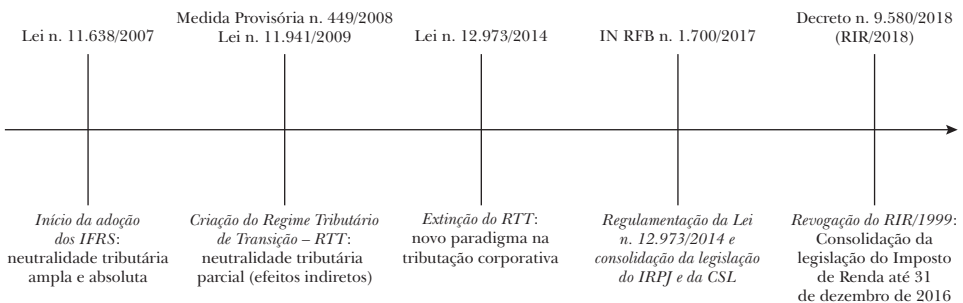 Lei n. 11.638/2007
Medida Provisória n. 449/2008
Lei n. 11.941/2009
Lei n. 12.973/2014
IN RFB n. 1.700/2017
Decreto n. 9.580/2018
(RIR/2018)
Início da adoção
dos IFRS:
neutralidade tributária
ampla e absoluta
Criação do Regime Tributário
de Transição – RTT:
neutralidade tributária
parcial (efeitos indiretos)
Extinção do RTT:
novo paradigma na
tributação corporativa
Regulamentação da Lei
n. 12.973/2014 e
consolidação da legislação
do IRPJ e da CSL
Revogação do RIR/1999:
Consolidação da
legislação do Imposto
de Renda até 31
de dezembro de 2016